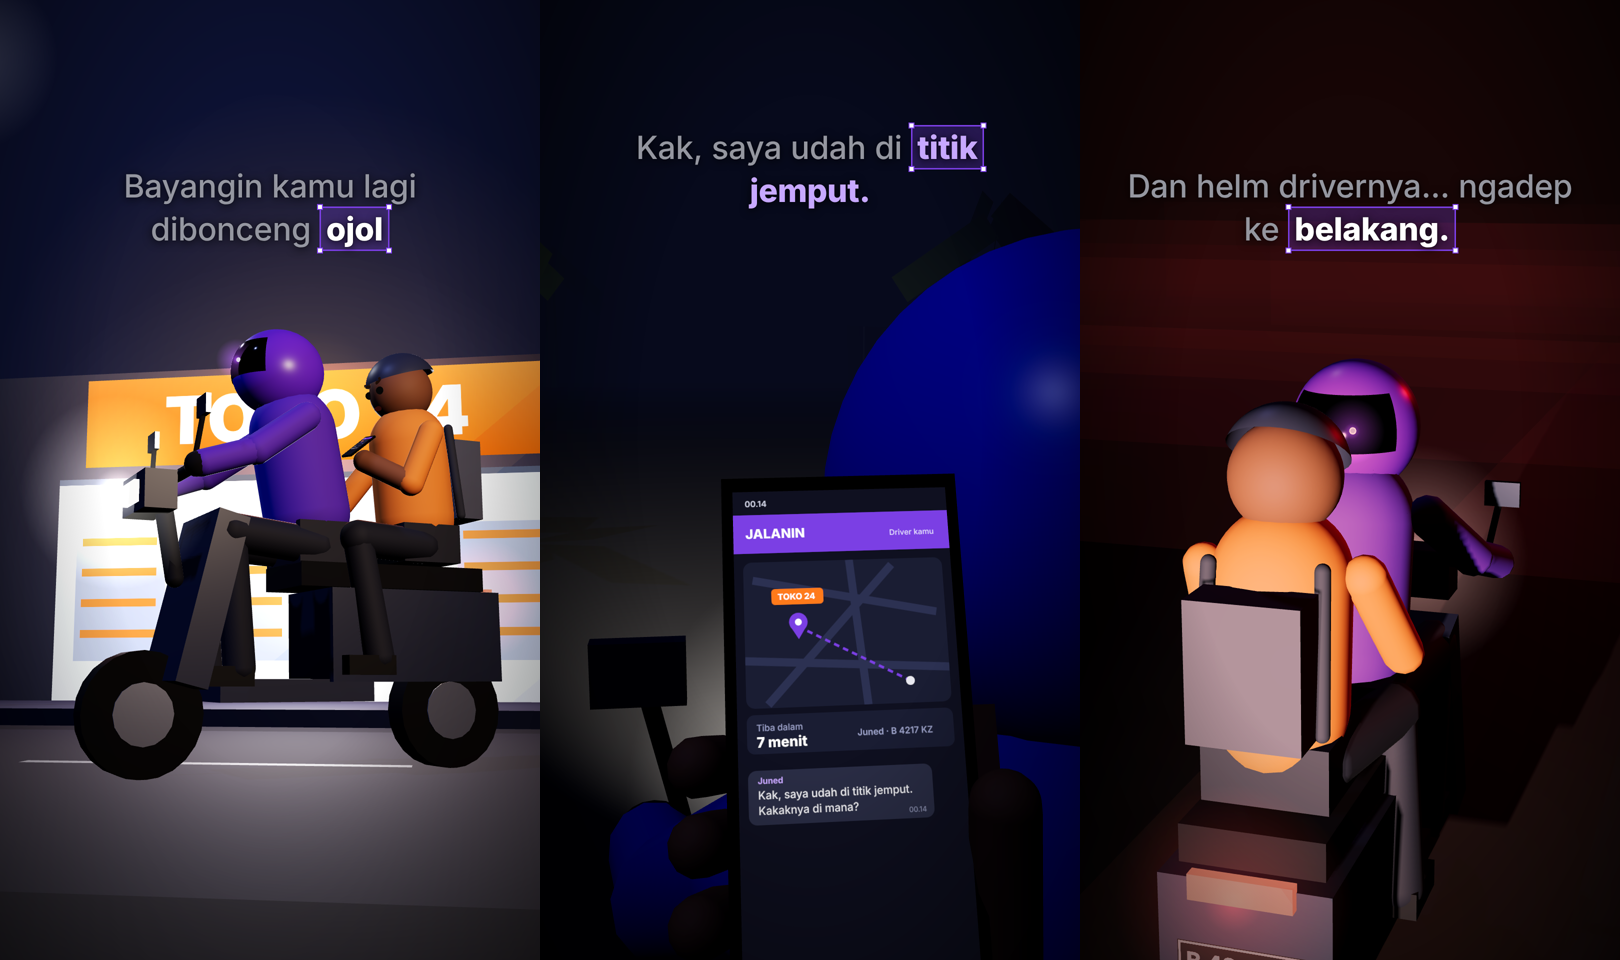 Bayangin kamu lagi
dibonceng ojol
Kak, saya udah di titik
jemput.
00.14
JALANIN
Driver kamu
TOKO 24
Tiba dalam
7 menit
Juned · B 4217 KZ
Juned
Kak, saya udah di titik jemput.
Kakaknya di mana?
00.14
Dan helm drivernya... ngadep
ke belakang.